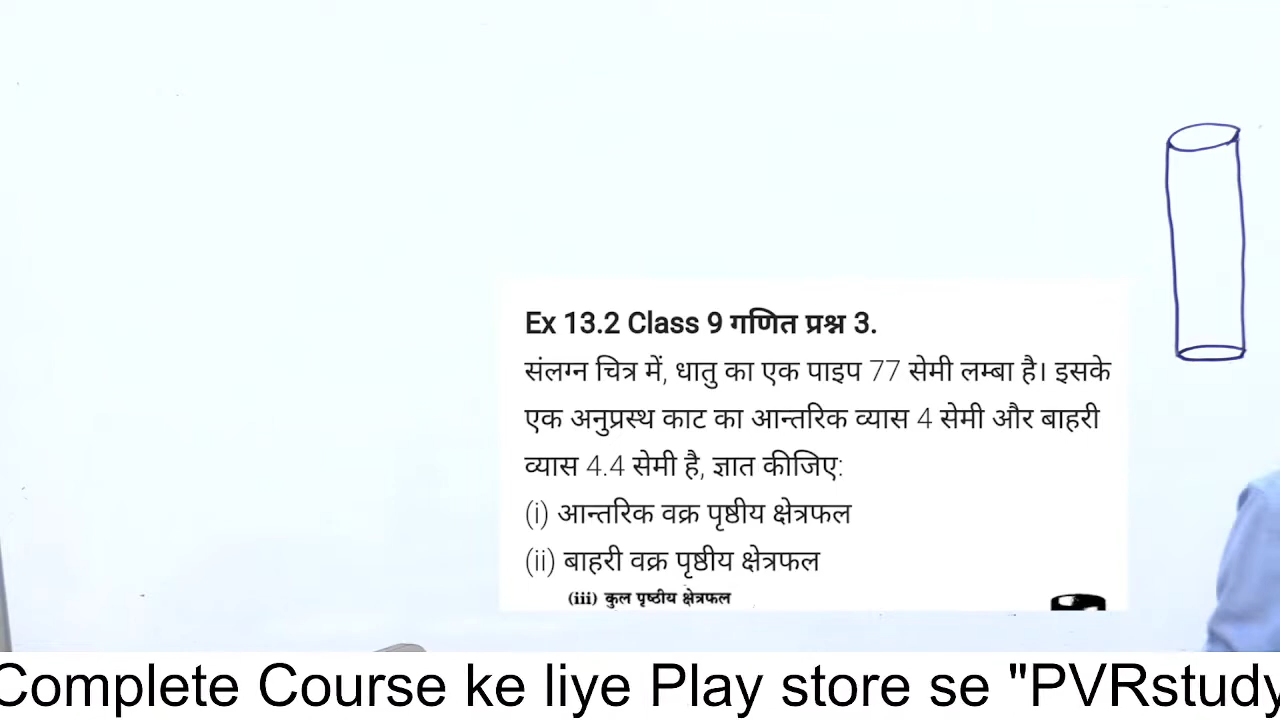 Ex 13.2 Class 9 गणित प्रश्न 3.
संलग्न चित्र में, धातु का एक पाइप 77 सेमी लम्बा है। इसके
एक अनुप्रस्थ काट का आन्तरिक व्यास 4 सेमी और बाहरी
व्यास 4.4 सेमी है, ज्ञात कीजिए:
(i) आन्तरिक वक्र पृष्ठीय क्षेत्रफल
(ii) बाहरी वक्र पृष्ठीय क्षेत्रफल
(iii) कुल पृष्ठीय क्षेत्रफल
Complete Course ke liye Play store se "PVRstudy